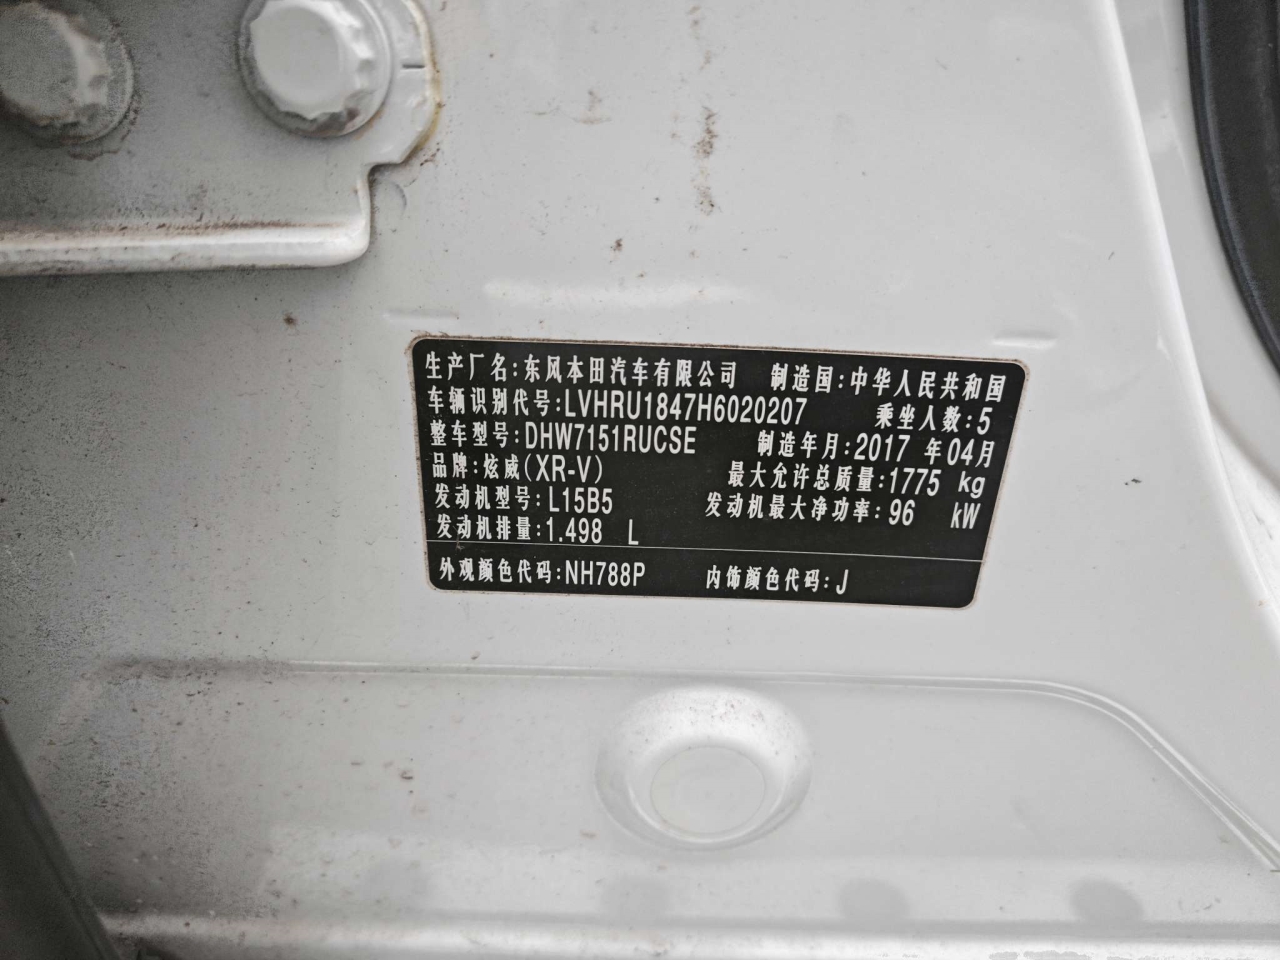 生产厂名:东风本田汽车有限公司 制造国:中华人民共和国
车辆识别代号:LVHRU1847H6020207 乘坐人数:5
整车型号:DHW7151RUCSE 制造年月:2017 年04月
品牌:炫威(XR-V) 最大允许总质量:1775 kg
发动机型号:L15B5 发动机最大净功率:96 kW
发动机排量:1.498 L
外观颜色代码:NH788P 内饰颜色代码:J